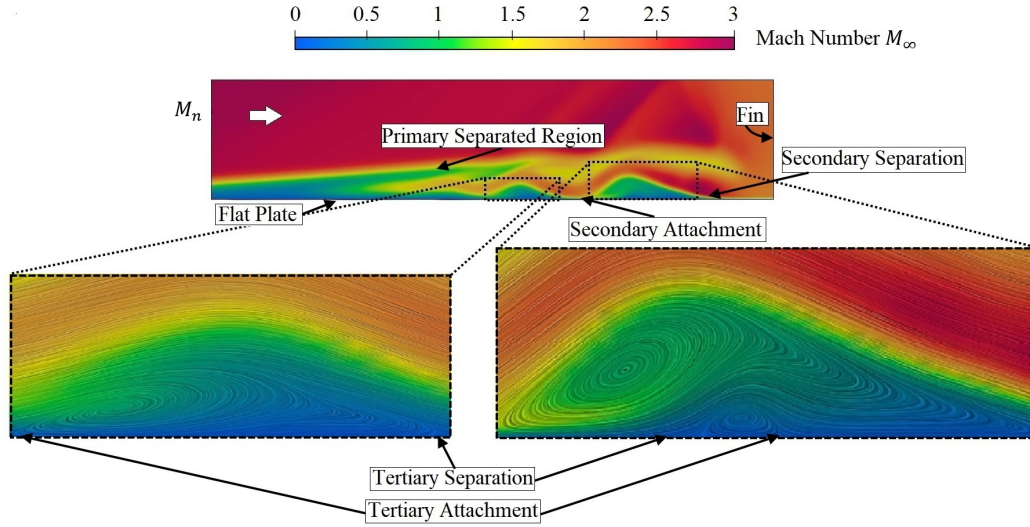 0 0.5 1 1.5 2 2.5 3
Mach Number M∞
Mₙ
Fin
Primary Separated Region
Secondary Separation
Flat Plate
Secondary Attachment
Tertiary Separation
Tertiary Attachment